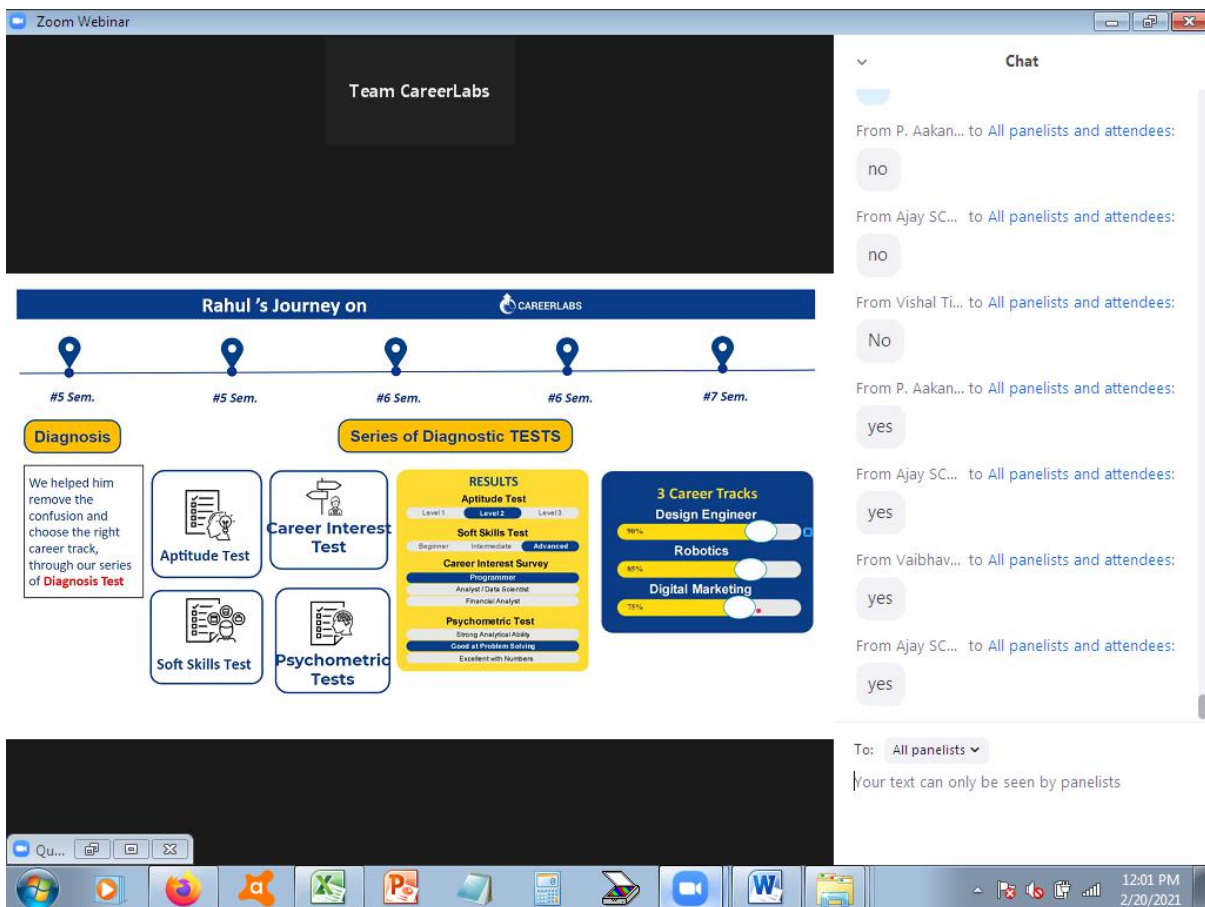 Zoom Webinar
Team CareerLabs
Rahul 's Journey on
CAREERLABS
#5 Sem.
#5 Sem.
#6 Sem.
#6 Sem.
#7 Sem.
Diagnosis
Series of Diagnostic TESTS
We helped him
remove the
confusion and
choose the right
career track,
through our series
of Diagnosis Test
Aptitude Test
Career Interest
Test
Soft Skills Test
Psychometric
Tests
RESULTS
Aptitude Test
Level 1 Level 2 Level 3
Soft Skills Test
Beginner Intermediate Advanced
Career Interest Survey
Programmer
Analyst / Data Scientist
Financial Analyst
Psychometric Test
Strong Analytical Ability
Good at Problem Solving
Excellent with Numbers
3 Career Tracks
Design Engineer
90%
Robotics
85%
Digital Marketing
75%
Chat
From P. Aakan... to All panelists and attendees:
no
From Ajay SC... to All panelists and attendees:
no
From Vishal Ti... to All panelists and attendees:
No
From P. Aakan... to All panelists and attendees:
yes
From Ajay SC... to All panelists and attendees:
yes
From Vaibhav... to All panelists and attendees:
yes
From Ajay SC... to All panelists and attendees:
yes
To: All panelists
Your text can only be seen by panelists
Qu...
12:01 PM
2/20/2021